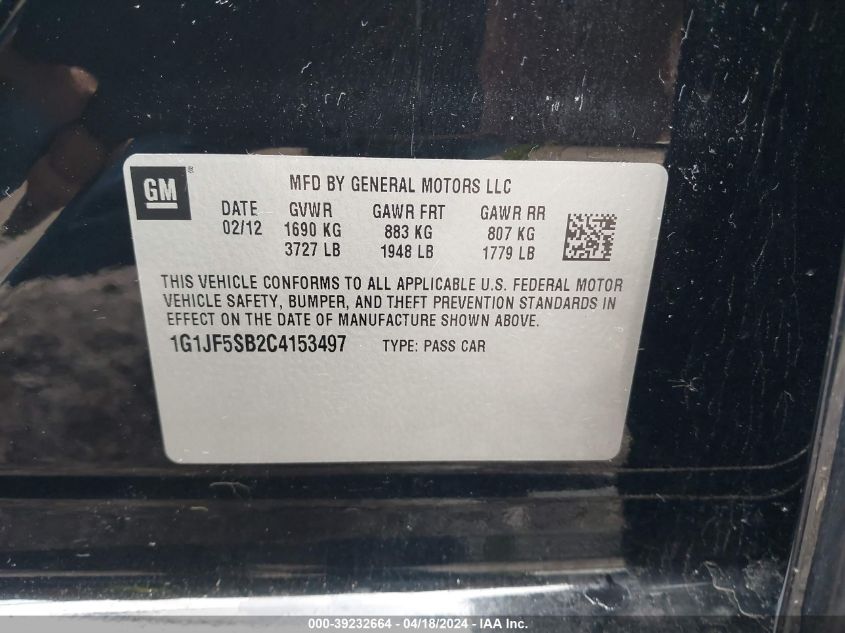 GM ®
MFD BY GENERAL MOTORS LLC
DATE GVWR GAWR FRT GAWR RR
02/12 1690 KG 883 KG 807 KG
3727 LB 1948 LB 1779 LB
THIS VEHICLE CONFORMS TO ALL APPLICABLE U.S. FEDERAL MOTOR
VEHICLE SAFETY, BUMPER, AND THEFT PREVENTION STANDARDS IN
EFFECT ON THE DATE OF MANUFACTURE SHOWN ABOVE.
1G1JF5SB2C4153497 TYPE: PASS CAR
000-39232664 - 04/18/2024 - IAA Inc.